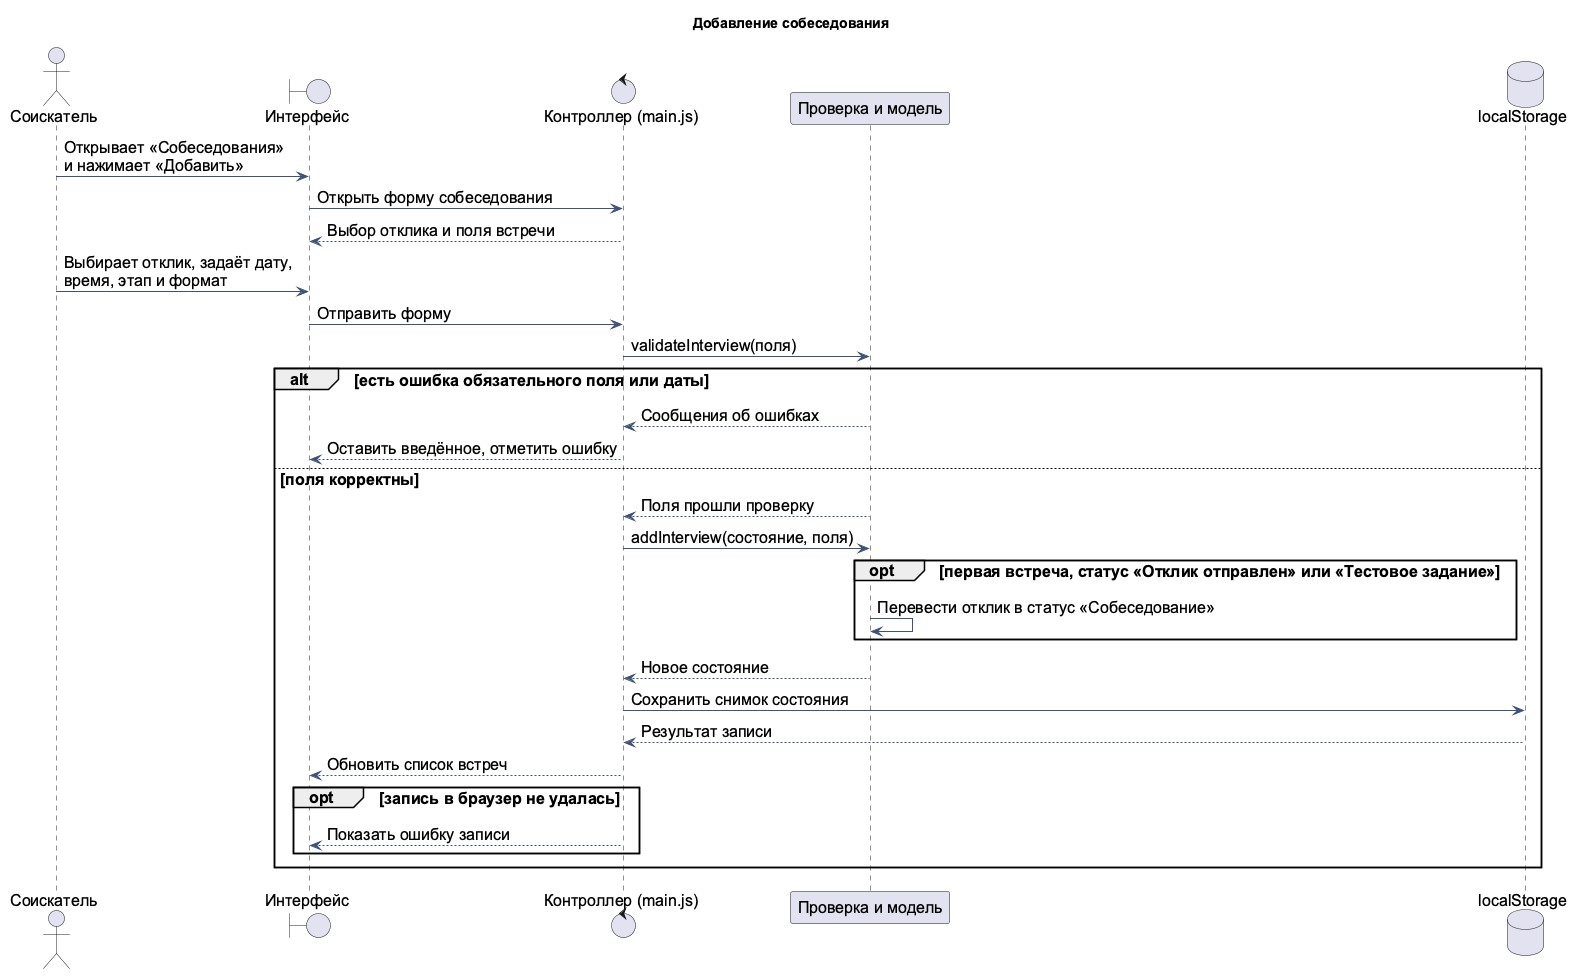 Добавление собеседования
Соискатель
Интерфейс
Контроллер (main.js)
Проверка и модель
localStorage
Открывает «Собеседования»
и нажимает «Добавить»
Открыть форму собеседования
Выбор отклика и поля встречи
Выбирает отклик, задаёт дату,
время, этап и формат
Отправить форму
validateInterview(поля)
alt [есть ошибка обязательного поля или даты]
Сообщения об ошибках
Оставить введённое, отметить ошибку
[поля корректны]
Поля прошли проверку
addInterview(состояние, поля)
opt [первая встреча, статус «Отклик отправлен» или «Тестовое задание»]
Перевести отклик в статус «Собеседование»
Новое состояние
Сохранить снимок состояния
Результат записи
Обновить список встреч
opt [запись в браузер не удалась]
Показать ошибку записи
Соискатель
Интерфейс
Контроллер (main.js)
Проверка и модель
localStorage